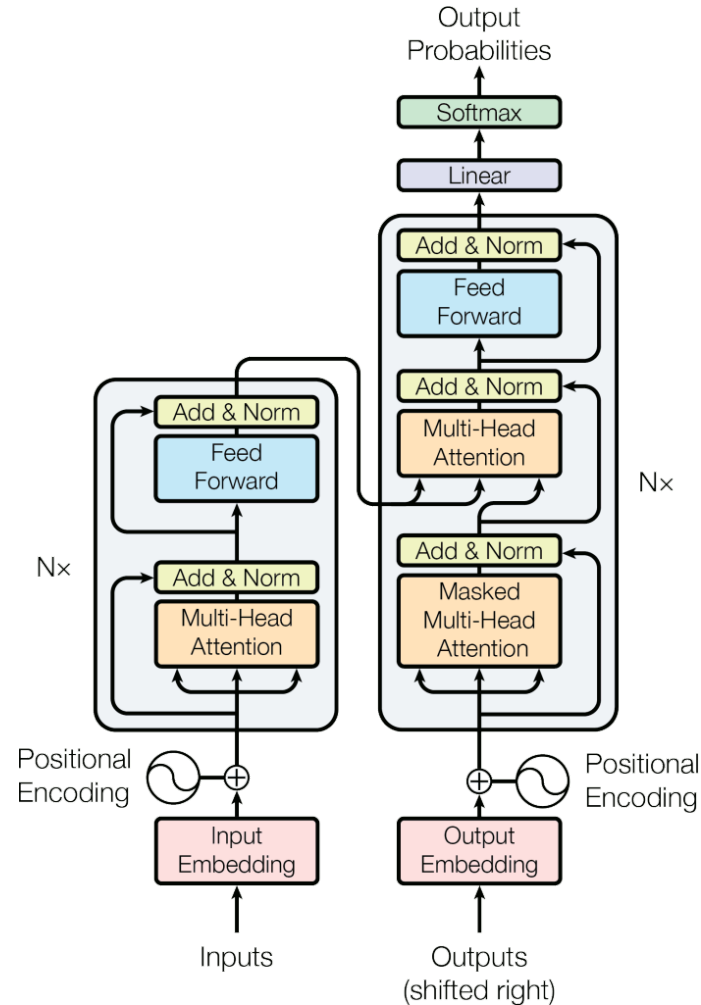 Output
Probabilities
Softmax
Linear
Add & Norm
Feed
Forward
Add & Norm
Multi-Head
Attention
N×
Add & Norm
Masked
Multi-Head
Attention
Add & Norm
Feed
Forward
N×
Add & Norm
Multi-Head
Attention
Positional
Encoding
Positional
Encoding
Input
Embedding
Output
Embedding
Inputs
Outputs
(shifted right)